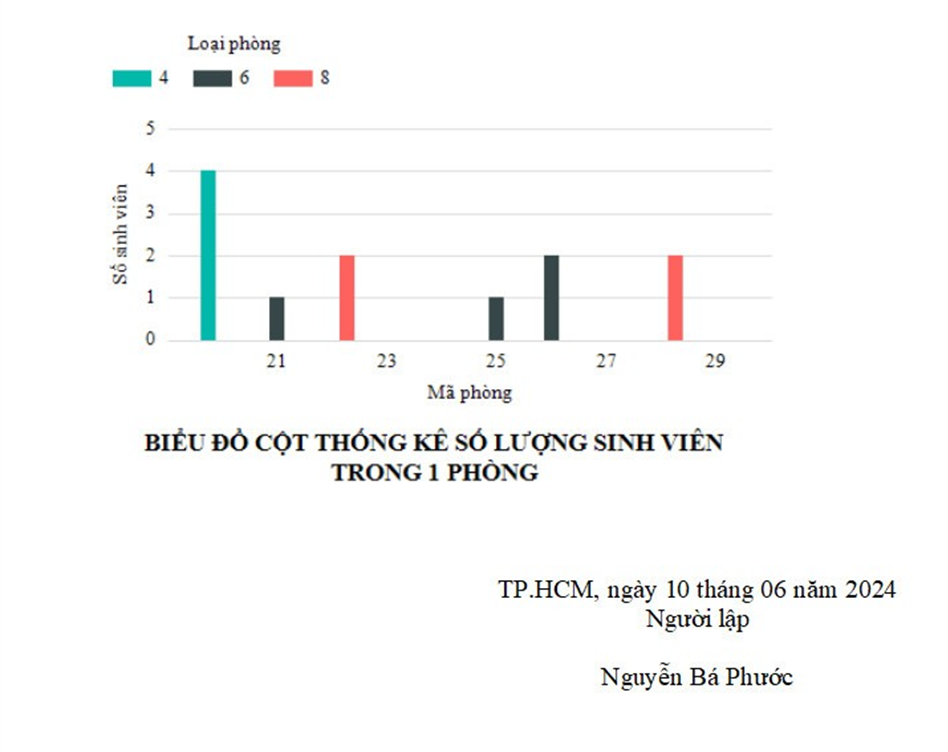 Loại phòng
4 6 8
5
4
3
2
1
0
Số sinh viên
21 23 25 27 29
Mã phòng
BIỂU ĐỒ CỘT THỐNG KÊ SỐ LƯỢNG SINH VIÊN
TRONG 1 PHÒNG
TP.HCM, ngày 10 tháng 06 năm 2024
Người lập
Nguyễn Bá Phước